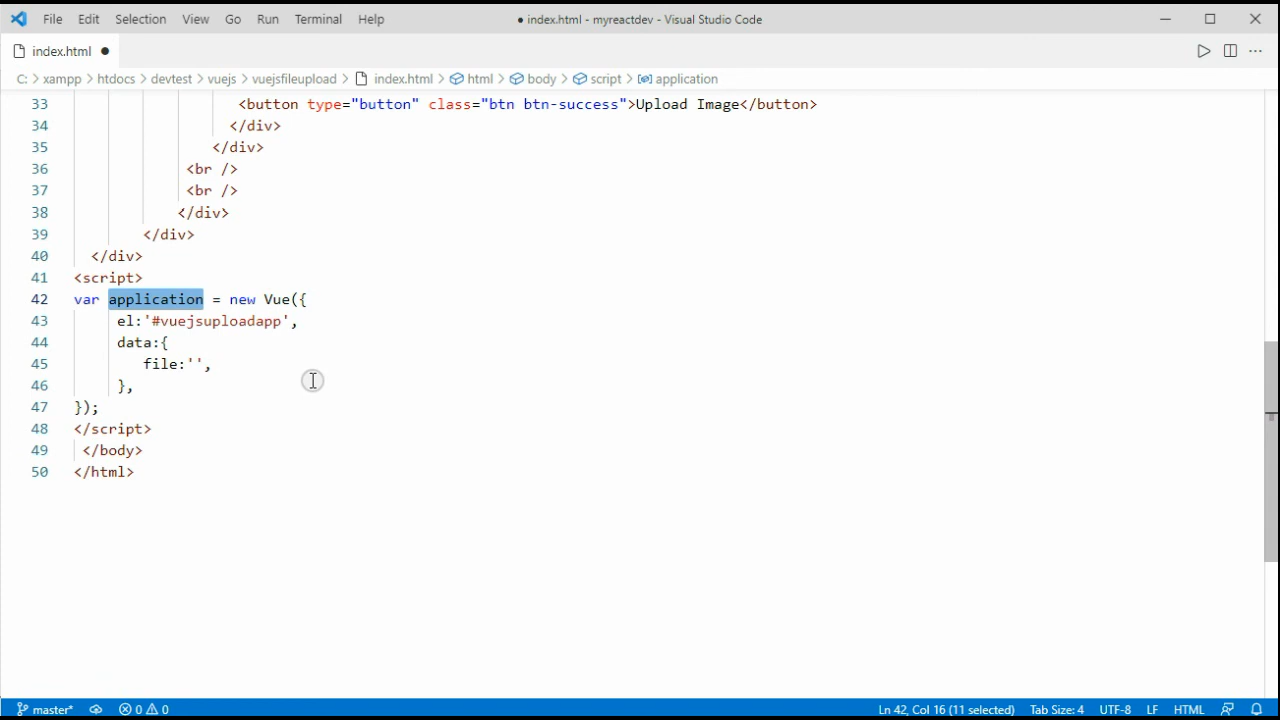 File Edit Selection View Go Run Terminal Help ● index.html - myreactdev - Visual Studio Code
index.html ●
C: > xampp > htdocs > devtest > vuejs > vuejsfileupload > index.html > html > body > script > application
33 <button type="button" class="btn btn-success">Upload Image</button>
34 </div>
35 </div>
36 <br />
37 <br />
38 </div>
39 </div>
40 </div>
41 <script>
42 var application = new Vue({
43 el:'#vuejsuploadapp',
44 data:{
45 file:'',
46 },
47 });
48 </script>
49 </body>
50 </html>
master* 0 0 Ln 42, Col 16 (11 selected) Tab Size: 4 UTF-8 LF HTML